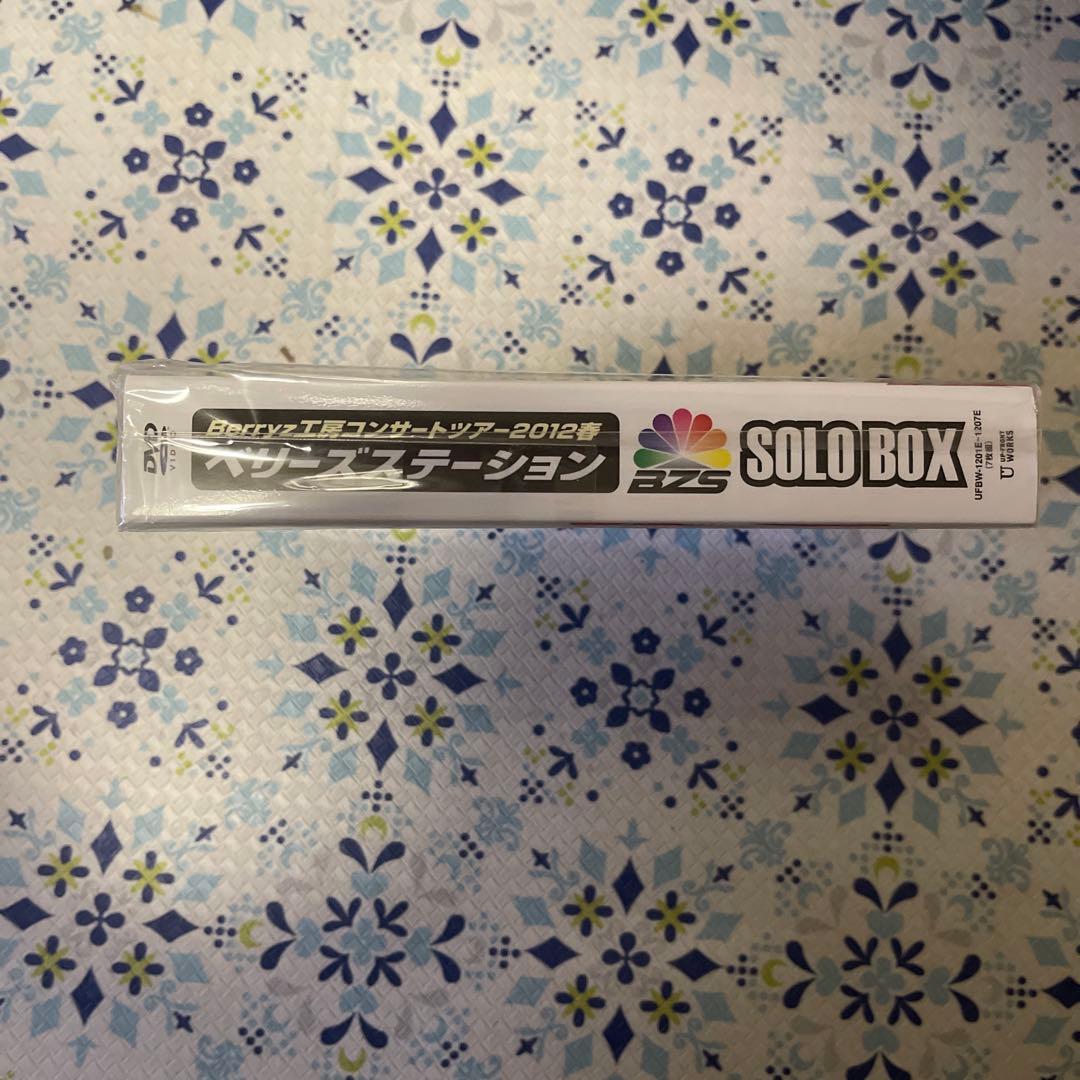 DVD
VIDEO
Berryz工房コンサートツアー2012春
ベリーズステーション
BZS
SOLO BOX
UFBW-1201E~1207E
(7枚組)
UP-FRONT
WORKS